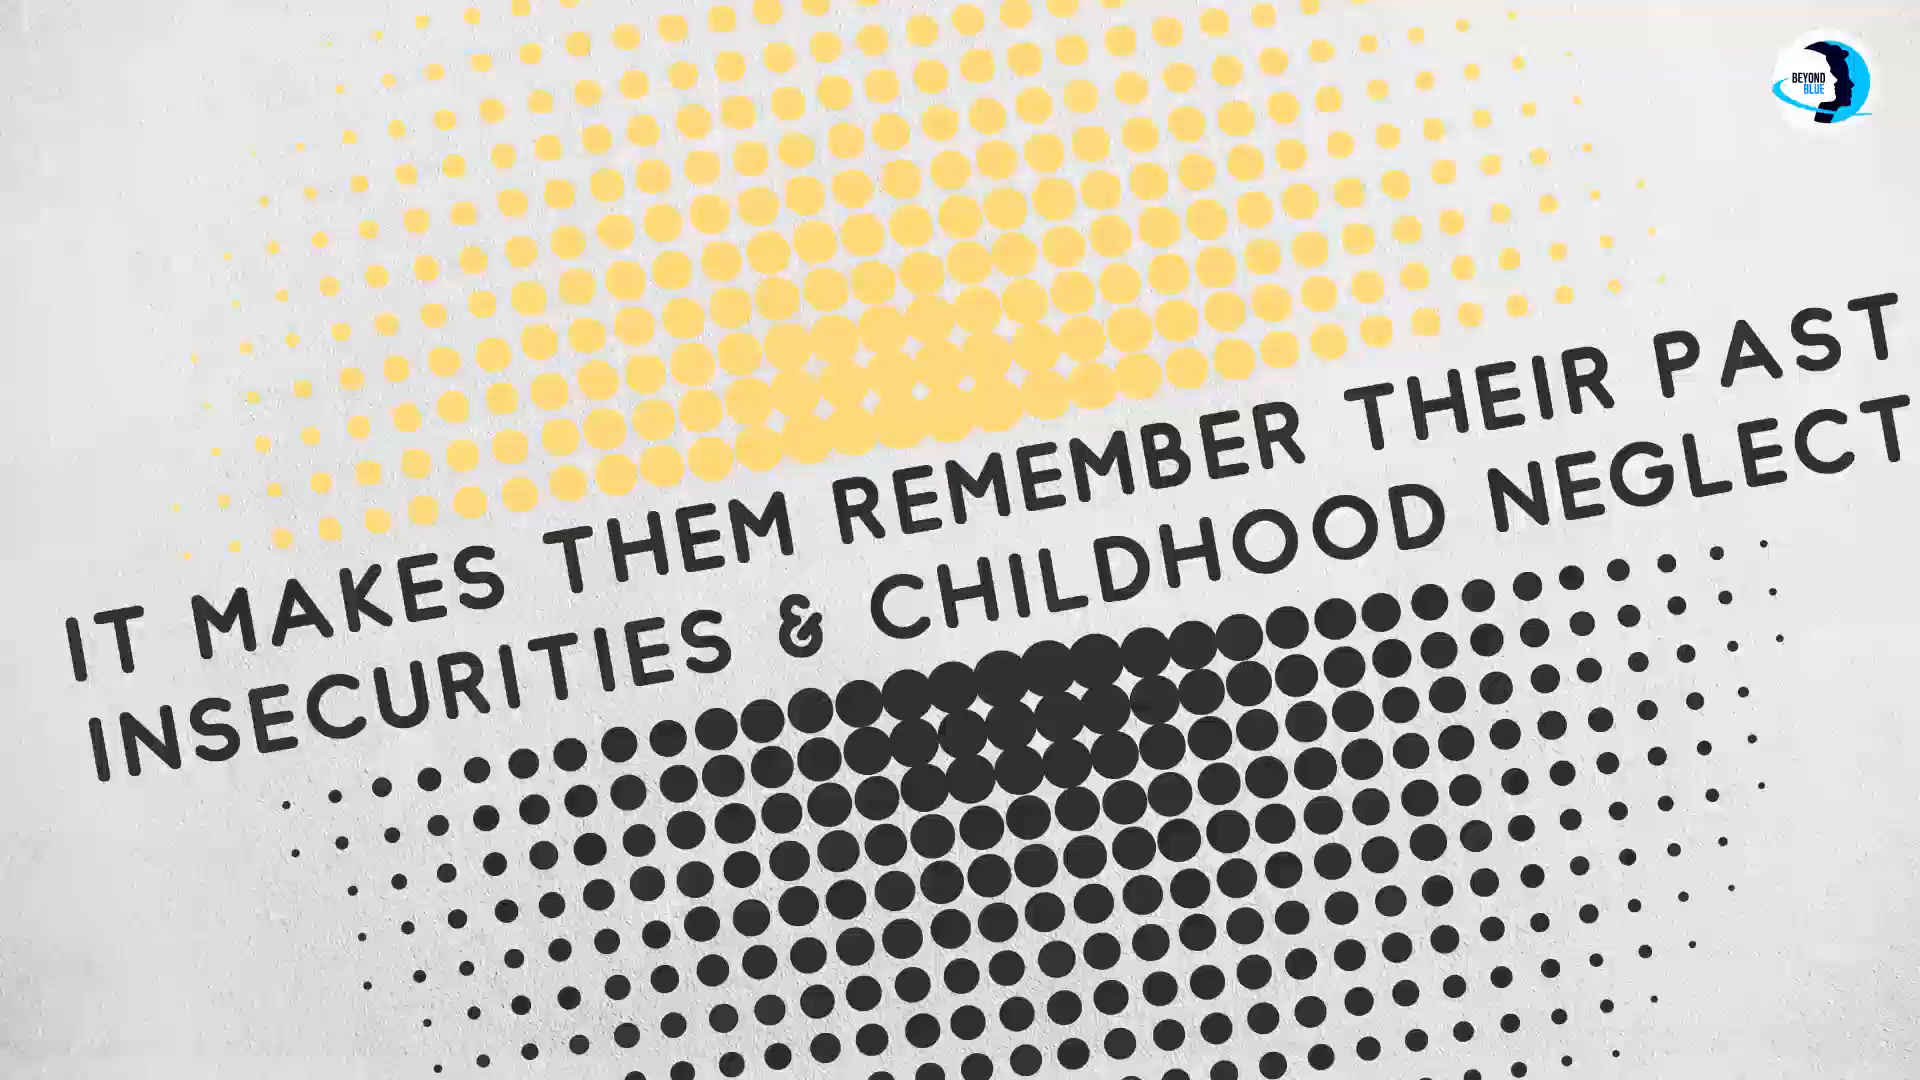 BEYOND
BLUE
IT MAKES THEM REMEMBER THEIR PAST
INSECURITIES & CHILDHOOD NEGLECT